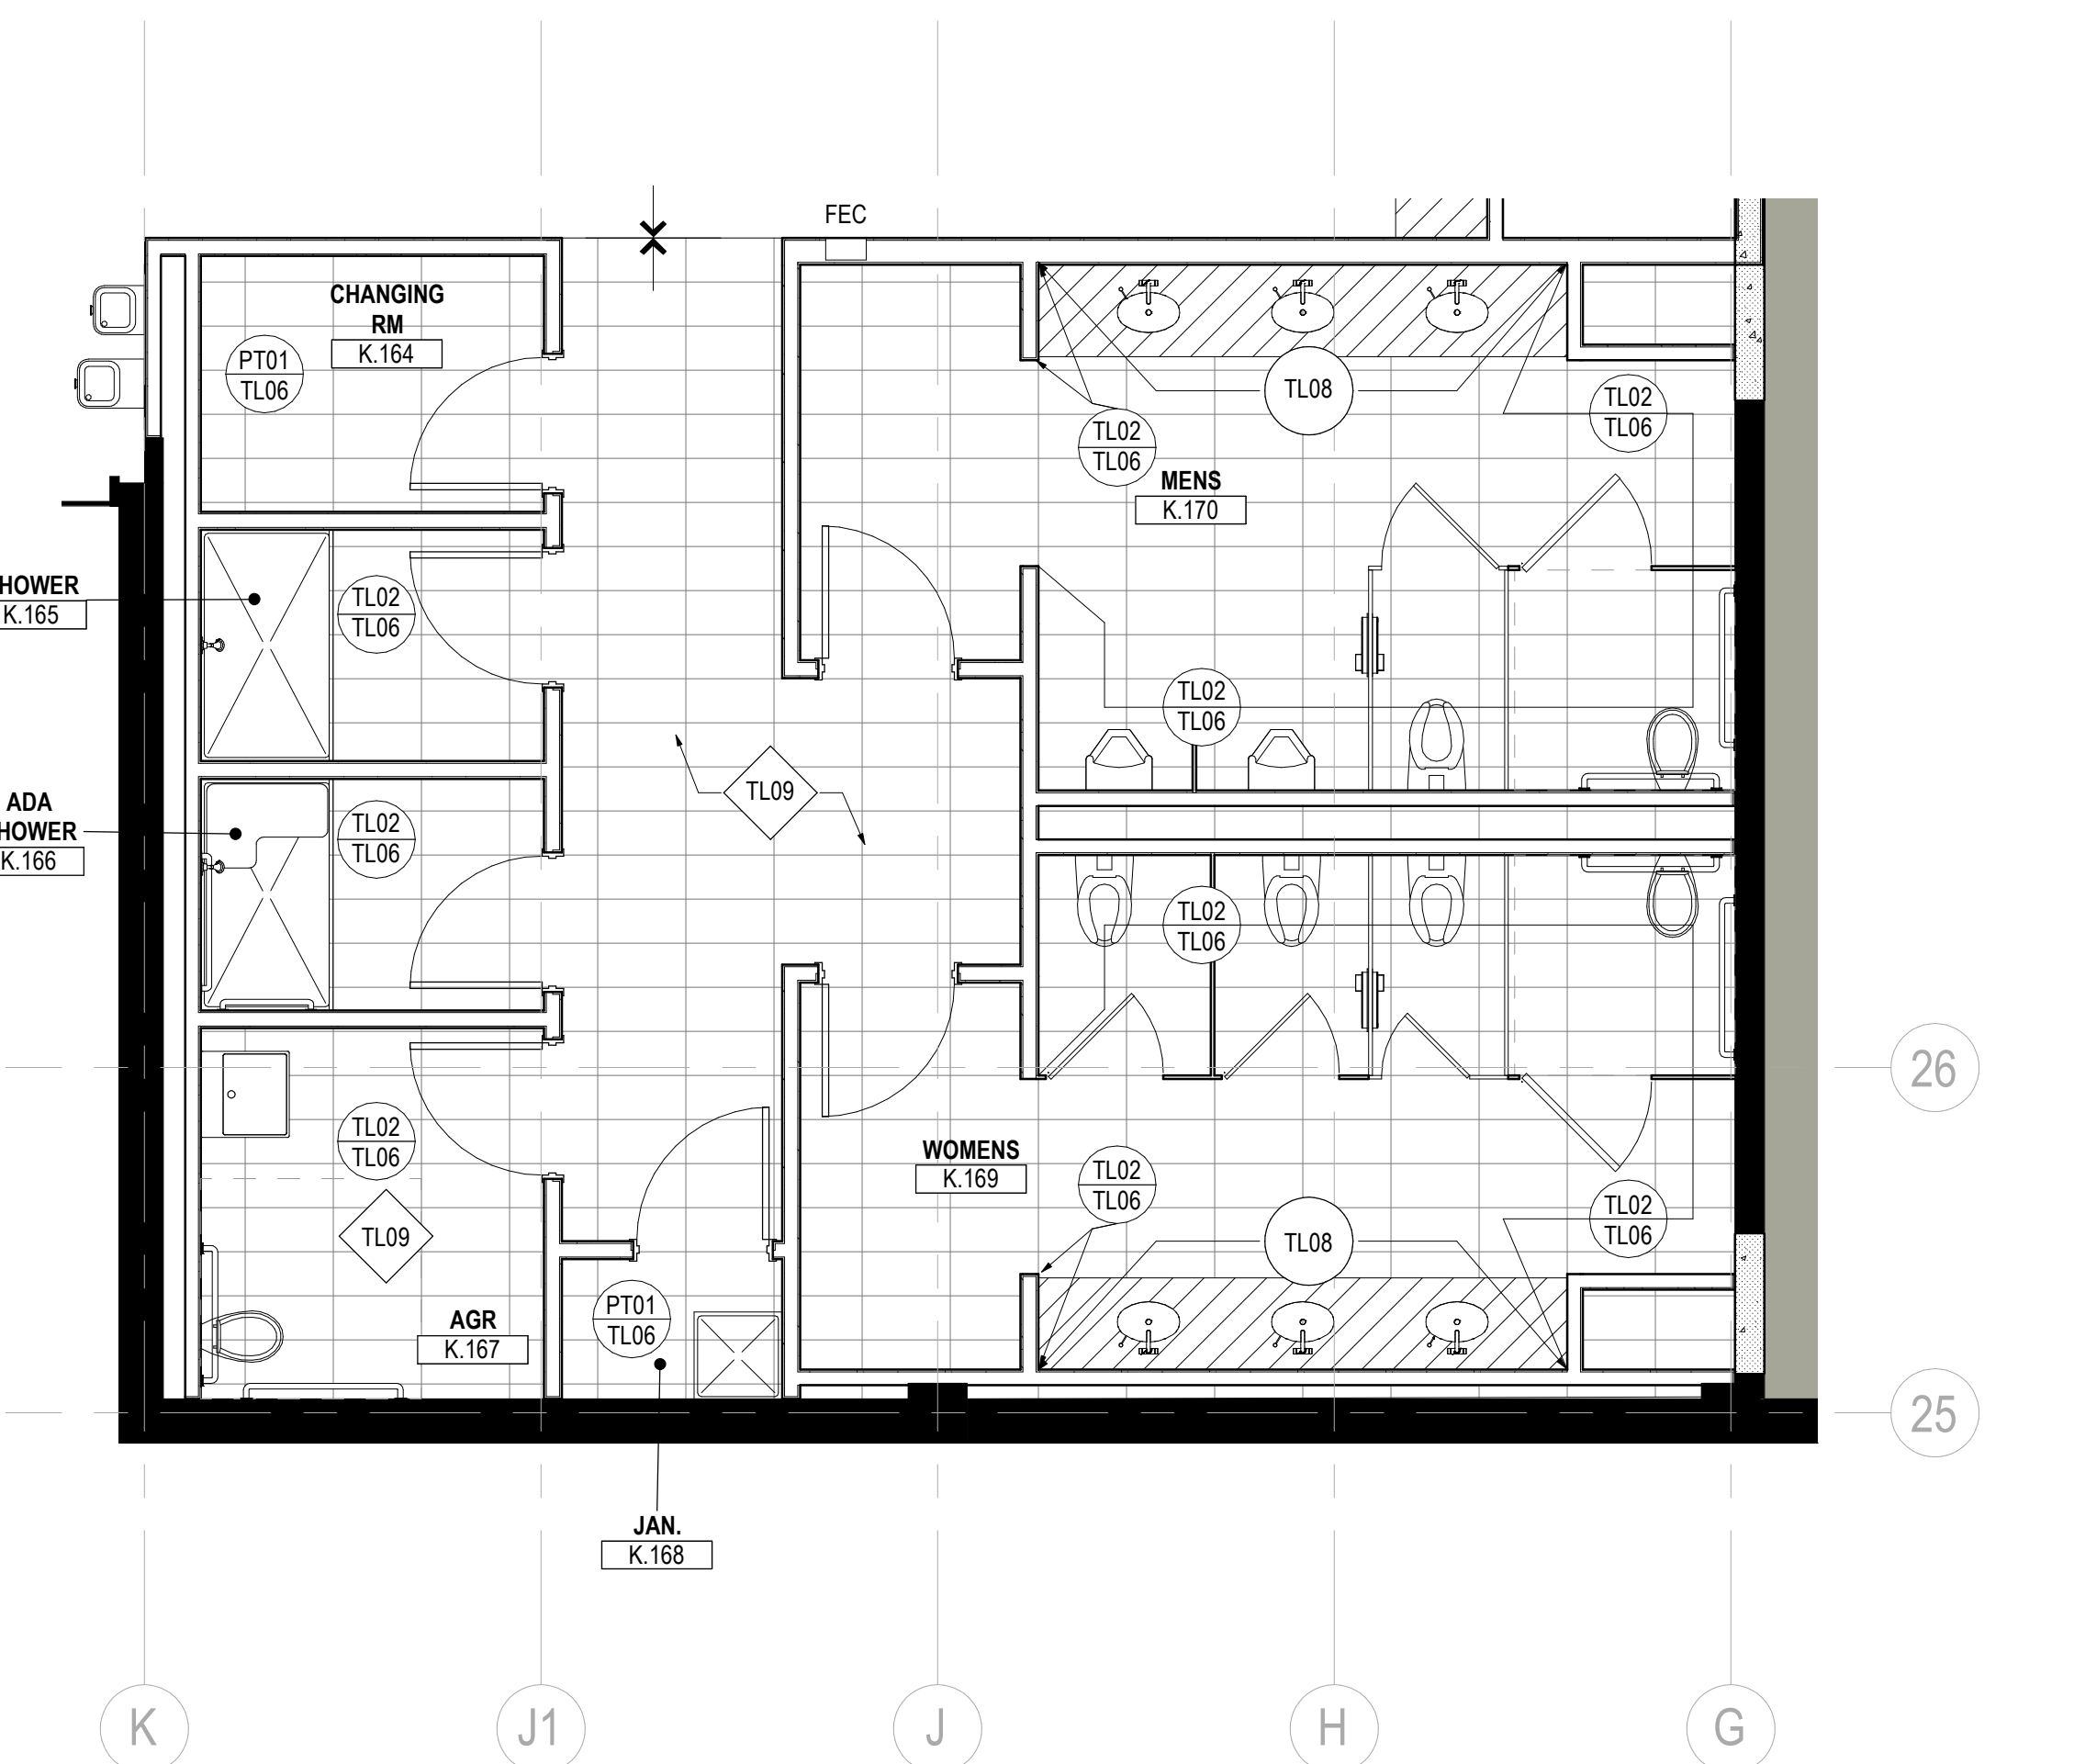 FEC
CHANGING
RM
K.164
PT01
TL06
TL08
TL02
TL06
TL02
TL06
MENS
K.170
HOWER
K.165
TL02
TL06
TL02
TL06
TL09
ADA
HOWER
K.166
TL02
TL06
TL02
TL06
26
TL02
TL06
WOMENS
K.169
TL02
TL06
TL02
TL06
TL09
TL08
PT01
TL06
AGR
K.167
25
JAN.
K.168
K
J1
J
H
G